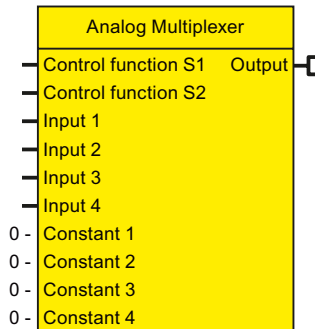 Analog Multiplexer
Control function S1 Output
Control function S2
Input 1
Input 2
Input 3
Input 4
0 - Constant 1
0 - Constant 2
0 - Constant 3
0 - Constant 4